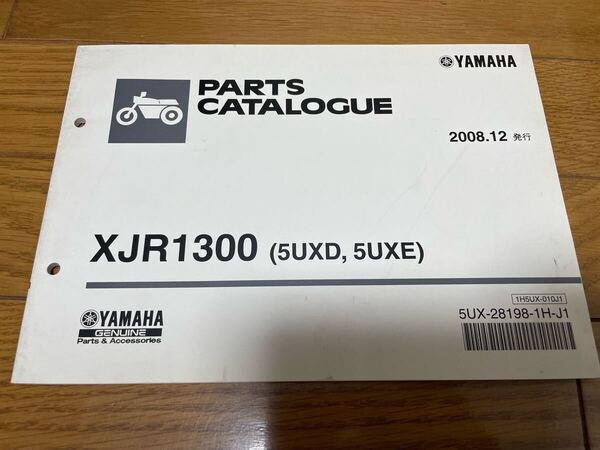 YAMAHA
PARTS
CATALOGUE
2008.12 発行
XJR1300 (5UXD, 5UXE)
YAMAHA
GENUINE
Parts & Accessories
1H5UX-010J1
5UX-28198-1H-J1